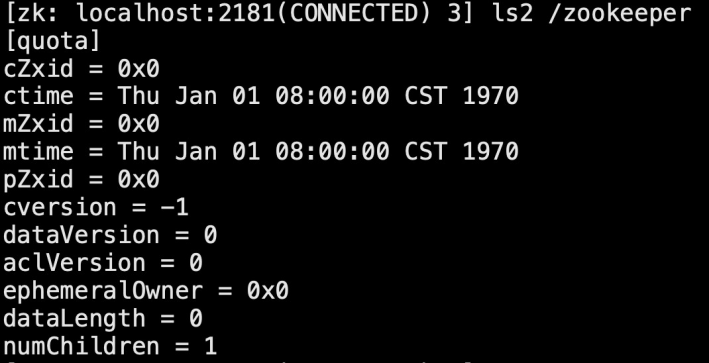 [zk: localhost:2181(CONNECTED) 3] ls2 /zookeeper
[quota]
cZxid = 0x0
ctime = Thu Jan 01 08:00:00 CST 1970
mZxid = 0x0
mtime = Thu Jan 01 08:00:00 CST 1970
pZxid = 0x0
cversion = -1
dataVersion = 0
aclVersion = 0
ephemeralOwner = 0x0
dataLength = 0
numChildren = 1